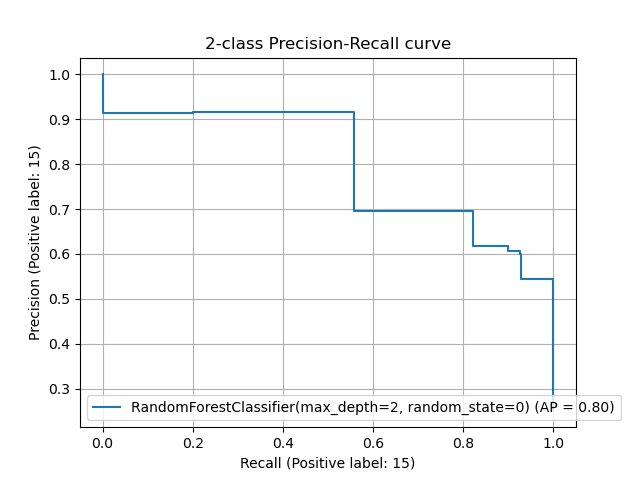 2-class Precision-Recall curve
1.0
0.9
0.8
0.7
0.6
0.5
0.4
0.3
Precision (Positive label: 15)
RandomForestClassifier(max_depth=2, random_state=0) (AP = 0.80)
0.0 0.2 0.4 0.6 0.8 1.0
Recall (Positive label: 15)